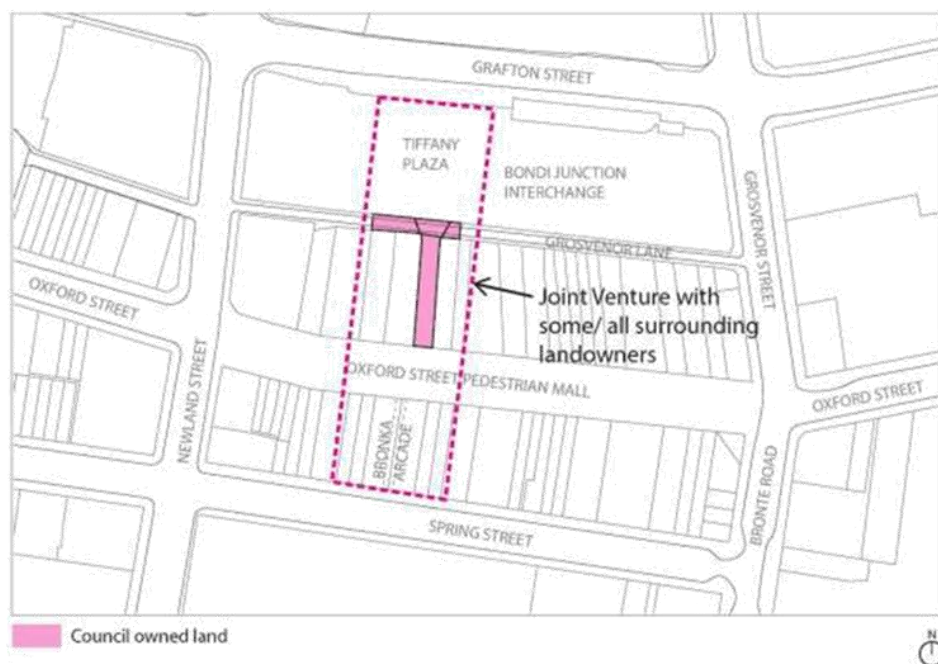 GRAFTON STREET
TIFFANY
PLAZA
BONDI JUNCTION
INTERCHANGE
GROSVENOR STREET
GROSVENOR LANE
OXFORD STREET
Joint Venture with
some/ all surrounding
landowners
NEWLAND STREET
OXFORD STREET PEDESTRIAN MALL
OXFORD STREET
BRONKA
ARCADE
BRONTE ROAD
SPRING STREET
Council owned land
N